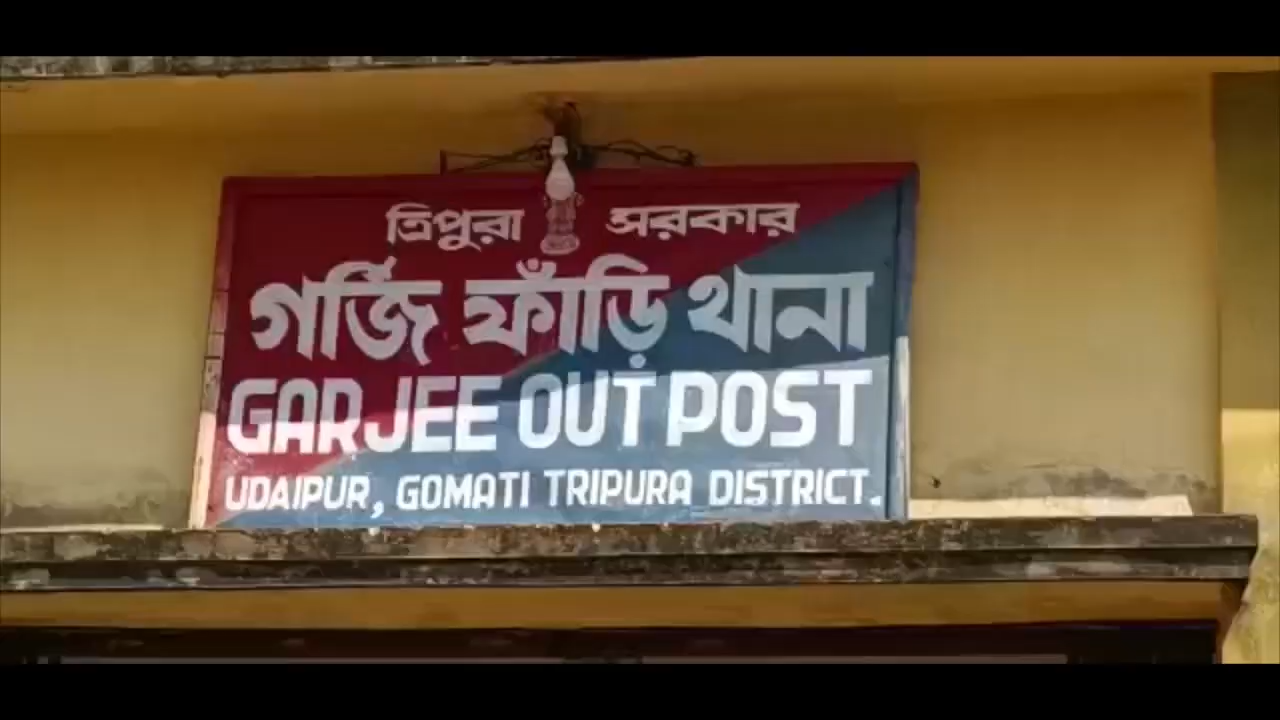 ত্রিপুরা সরকার
গর্জি ফাঁড়ি থানা
GARJEE OUT POST
UDAIPUR, GOMATI TRIPURA DISTRICT.